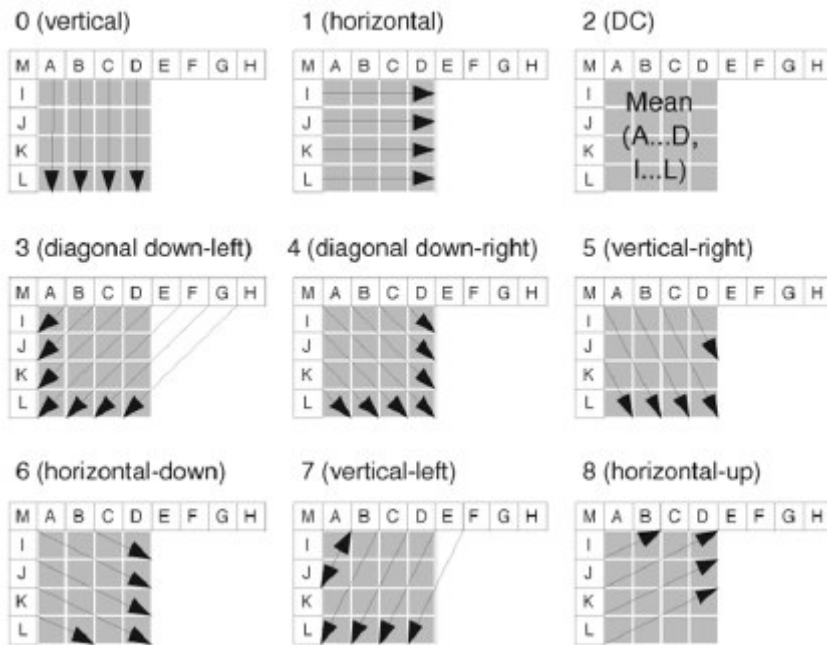 0 (vertical)
1 (horizontal)
2 (DC)
M A B C D E F G H
M A B C D E F G H
M A B C D E F G H
I
J
K
L
I
J
K
L
I
J
K
L
Mean
(A...D,
I...L)
3 (diagonal down-left)
4 (diagonal down-right)
5 (vertical-right)
M A B C D E F G H
M A B C D E F G H
M A B C D E F G H
I
J
K
L
I
J
K
L
I
J
K
L
6 (horizontal-down)
7 (vertical-left)
8 (horizontal-up)
M A B C D E F G H
M A B C D E F G H
M A B C D E F G H
I
J
K
L
I
J
K
L
I
J
K
L